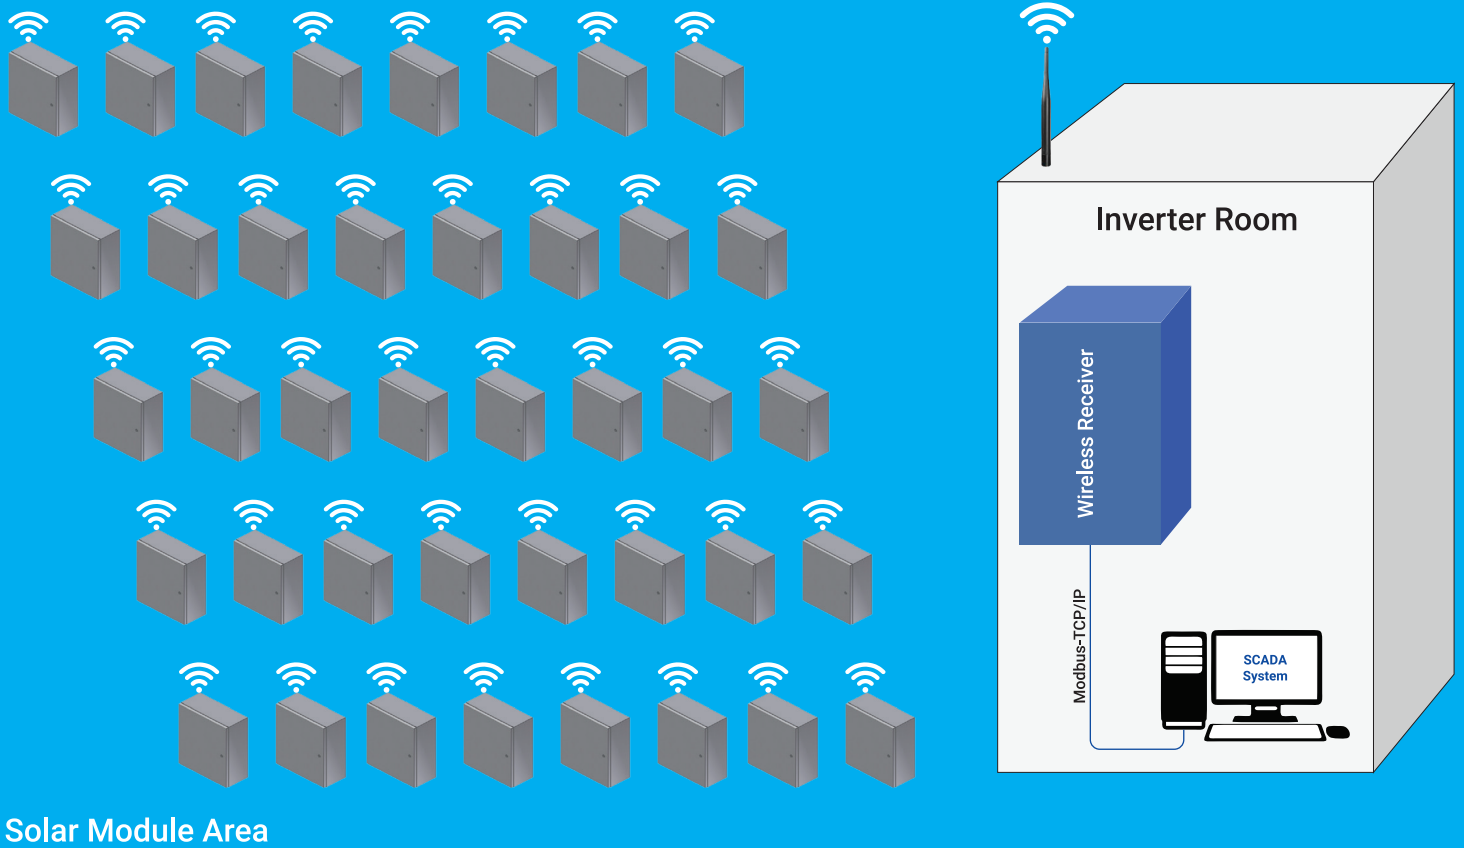 Inverter Room
Wireless Receiver
Modbus-TCP/IP
SCADA
System
Solar Module Area